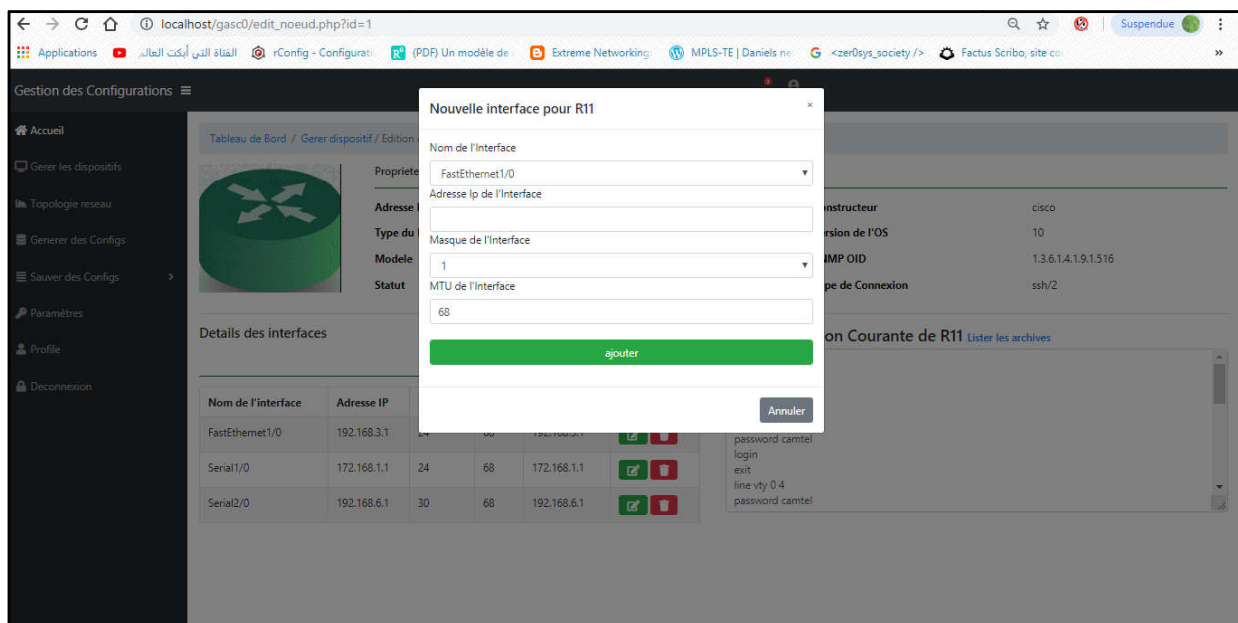 localhost/gasc0/edit_noeud.php?id=1
Suspendue
Applications
الفتاة التي أبكت العالم
rConfig - Configurati
(PDF) Un modèle de
Extreme Networking
MPLS-TE | Daniels ne
<zer0sys_society />
Factus Scribo, site co
»
Gestion des Configurations
Accueil
Gerer les dispositifs
Topologie reseau
Generer des Configs
Sauver des Configs
Paramètres
Profile
Deconnexion
Tableau de Bord / Gerer dispositif / Edition
Propriete
Adresse
Type du
Modele
Statut
cisco
rsion de l'OS 10
1.3.6.1.4.1.9.1.516
pe de Connexion ssh/2
Nouvelle interface pour R11
×
Nom de l'Interface
FastEthernet1/0
Adresse Ip de l'Interface
Masque de l'Interface
1
MTU de l'Interface
68
ajouter
Annuler
Details des interfaces
Nom de l'interface Adresse IP
FastEthernet1/0 192.168.3.1 24 68 192.168.3.1
Serial1/0 172.168.1.1 24 68 172.168.1.1
Serial2/0 192.168.6.1 30 68 192.168.6.1
on Courante de R11 Lister les archives
password camtel
login
exit
line vty 0 4
password camtel